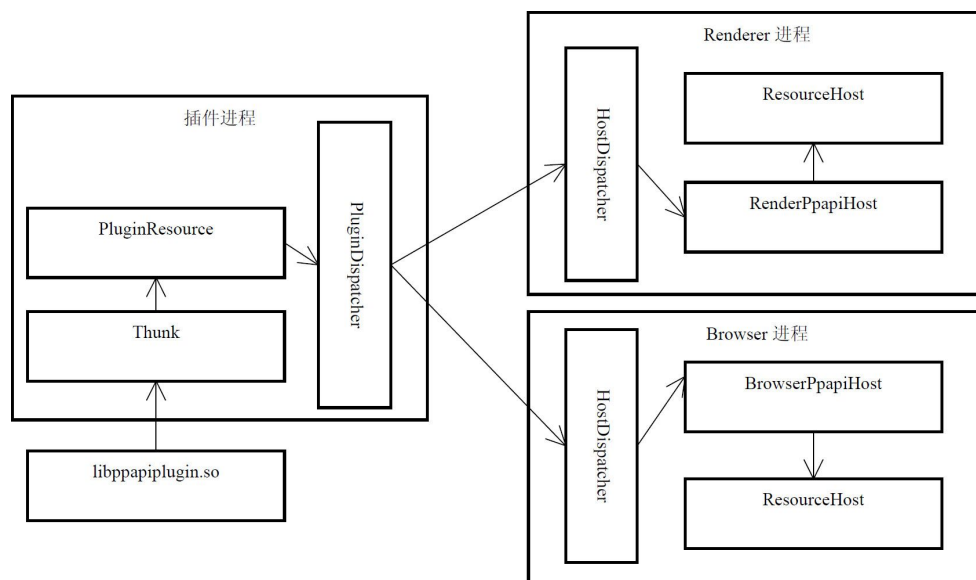 插件进程
PluginResource
PluginDispatcher
Thunk
libppapiplugin.so
Renderer 进程
HostDispatcher
ResourceHost
RenderPpapiHost
Browser 进程
HostDispatcher
BrowserPpapiHost
ResourceHost